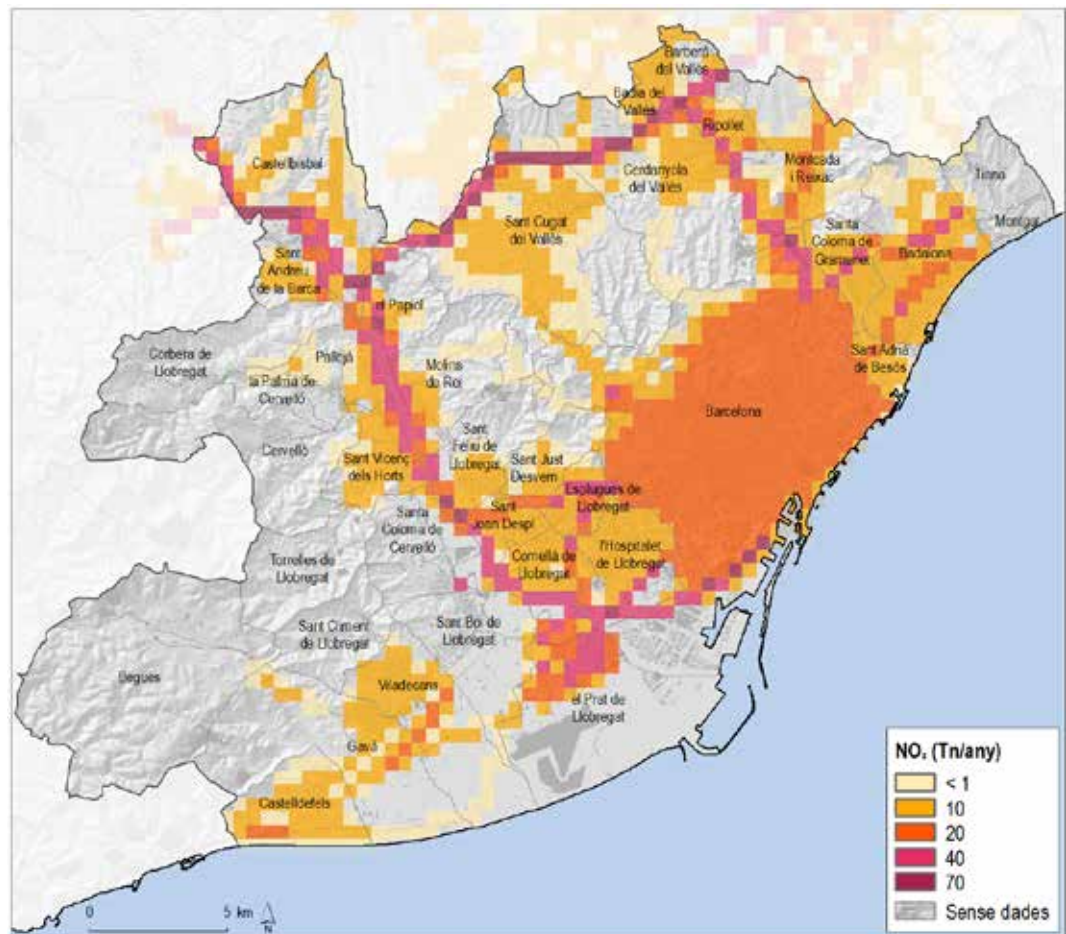 Barberà
del Vallès
Badia del
Vallès
Ripollet
Castellbisbal
Cerdanyola
del Vallès
Montcada
i Reixac
Tiana
Montgat
Sant Cugat
del Vallès
Santa
Coloma de
Gramenet
Badalona
Sant
Andreu
de la Barca
el Papiol
Corbera de
Llobregat
Pallejà
la Palma de
Cervelló
Molins
de Rei
Sant Adrià
de Besòs
Barcelona
Cervelló
Sant Vicenç
dels Horts
Sant
Feliu de
Llobregat
Sant Just
Desvern
Esplugues de
Llobregat
Santa
Coloma de
Cervelló
Sant
Joan Despí
Cornellà de
Llobregat
l'Hospitalet
de Llobregat
Torrelles de
Llobregat
Sant Climent
de Llobregat
Sant Boi de
Llobregat
Begues
Viladecans
el Prat de
Llobregat
Gavà
Castelldefels
NOₓ (Tn/any)
< 1
10
20
40
70
Sense dades
0 5 km
N